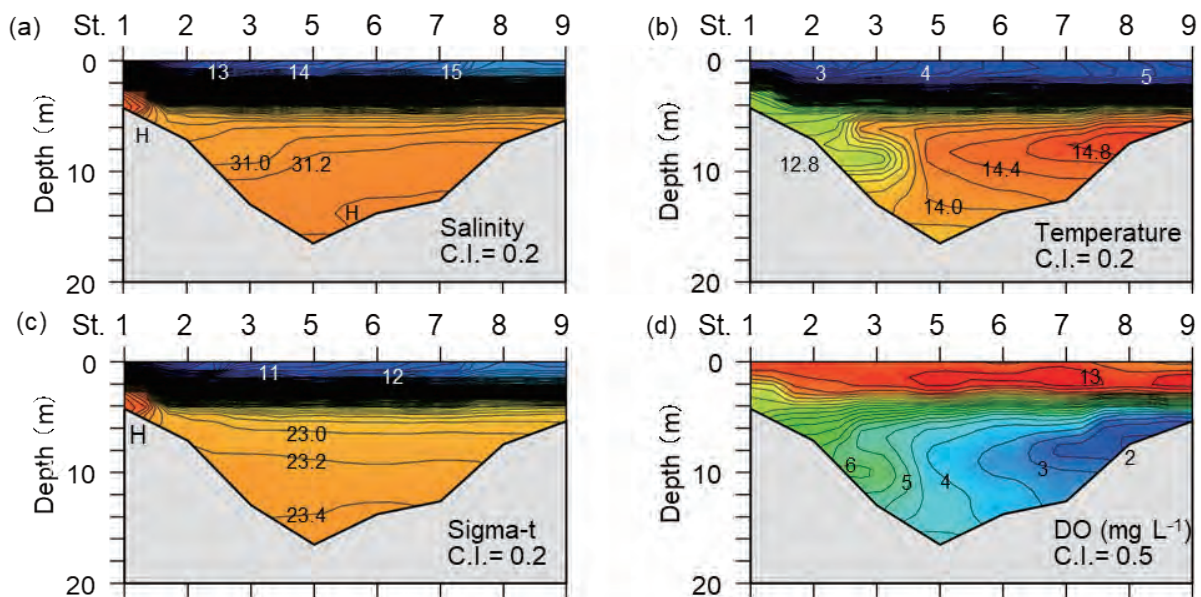 (a) St. 1 2 3 5 6 7 8 9
0
10
20
Depth (m)
13 14 15
H
31.0 31.2
H
Salinity
C.I.= 0.2
(b) St. 1 2 3 5 6 7 8 9
0
10
20
Depth (m)
3 4 5
12.8
14.8
14.4
14.0
Temperature
C.I.= 0.2
(c) St. 1 2 3 5 6 7 8 9
0
10
20
Depth (m)
11 12
H
23.0
23.2
23.4
Sigma-t
C.I.= 0.2
(d) St. 1 2 3 5 6 7 8 9
0
10
20
Depth (m)
13
6 5 4 3 2
DO (mg L⁻¹)
C.I.= 0.5